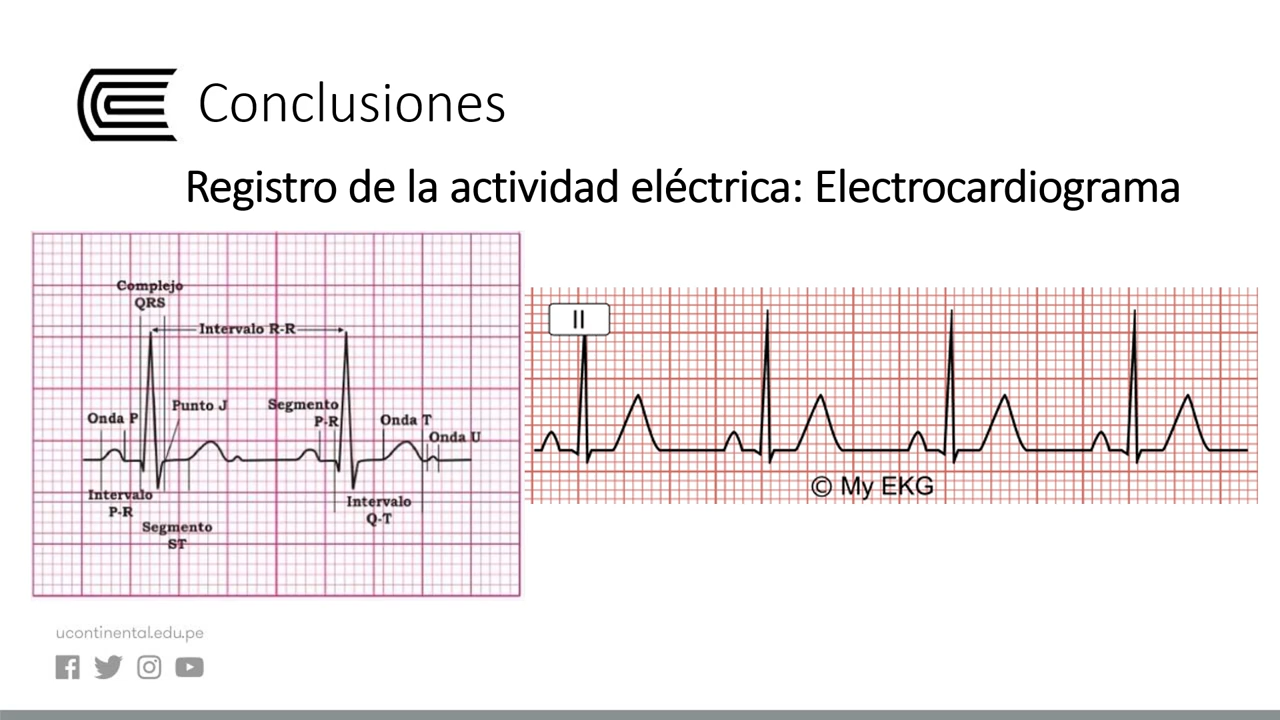 Conclusiones
Registro de la actividad eléctrica: Electrocardiograma
Complejo
QRS
Intervalo R-R
Onda P
Punto J
Segmento
P-R
Onda T
Onda U
Intervalo
P-R
Segmento
ST
Intervalo
Q-T
II
© My EKG
ucontinental.edu.pe